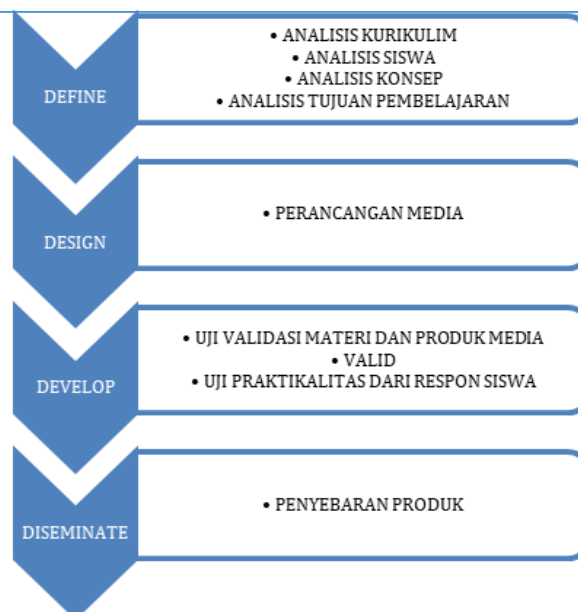 DEFINE
• ANALISIS KURIKULIM
• ANALISIS SISWA
• ANALISIS KONSEP
• ANALISIS TUJUAN PEMBELAJARAN
DESIGN
• PERANCANGAN MEDIA
DEVELOP
• UJI VALIDASI MATERI DAN PRODUK MEDIA
• VALID
• UJI PRAKTIKALITAS DARI RESPON SISWA
DISEMINATE
• PENYEBARAN PRODUK